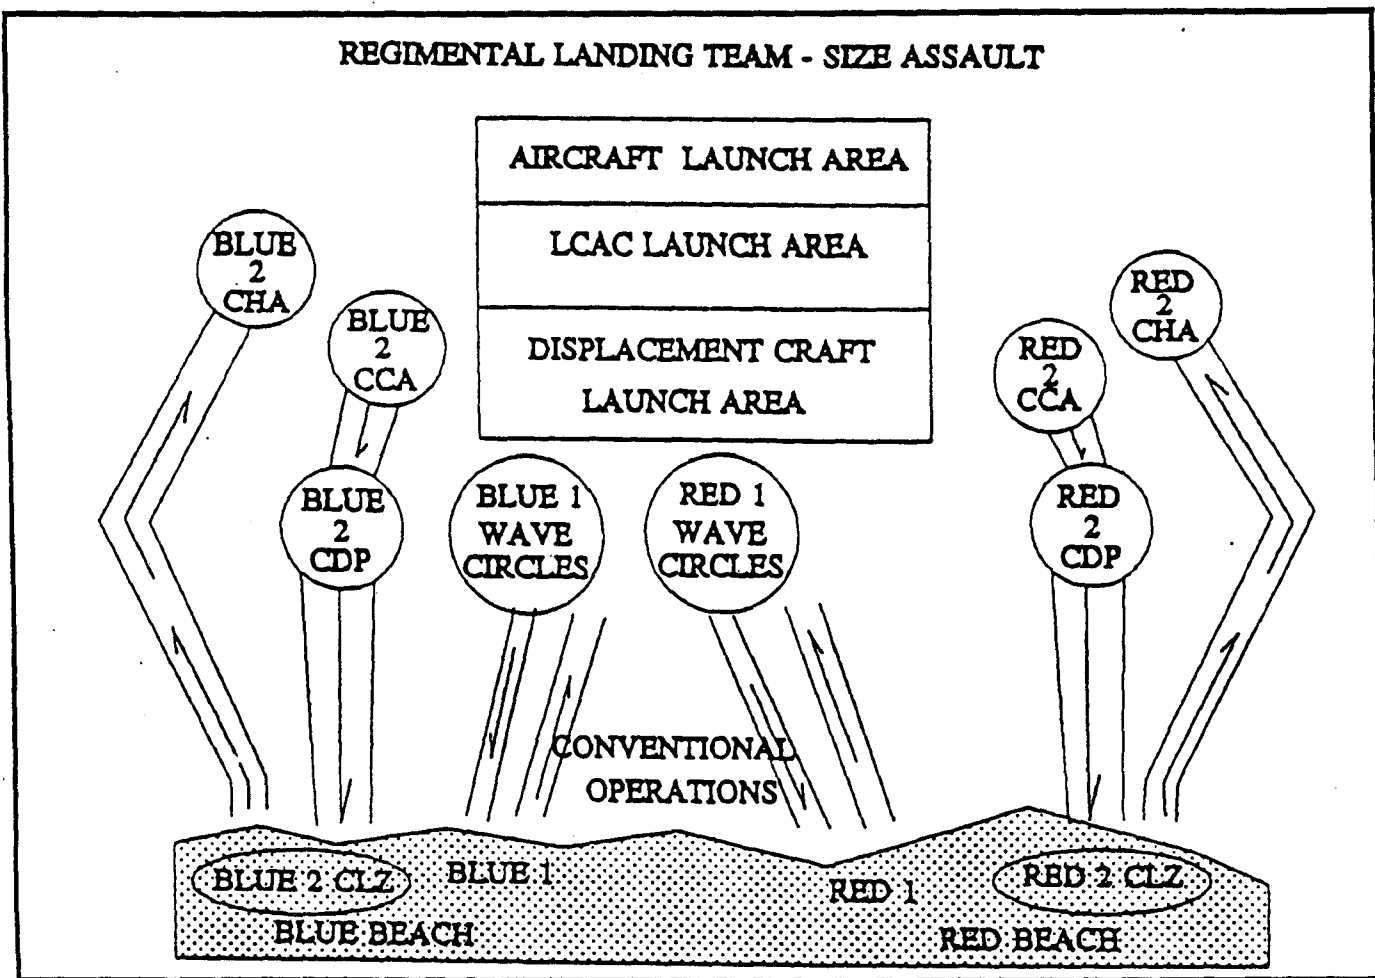 REGIMENTAL LANDING TEAM - SIZE ASSAULT
AIRCRAFT LAUNCH AREA
LCAC LAUNCH AREA
DISPLACEMENT CRAFT
LAUNCH AREA
BLUE
2
CHA
BLUE
2
CCA
RED
2
CCA
RED
2
CHA
BLUE
2
CDP
BLUE 1
WAVE
CIRCLES
RED 1
WAVE
CIRCLES
RED
2
CDP
CONVENTIONAL
OPERATIONS
BLUE 2 CLZ
BLUE 1
RED 1
RED 2 CLZ
BLUE BEACH
RED BEACH